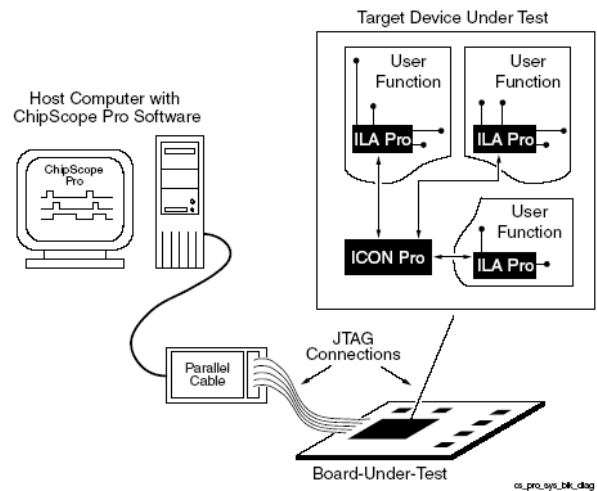 Target Device Under Test
Host Computer with
ChipScope Pro Software
ChipScope
Pro
User
Function
ILA Pro
User
Function
ILA Pro
User
Function
ILA Pro
ICON Pro
JTAG
Connections
Parallel
Cable
Board-Under-Test
cs_pro_sys_blk_diag